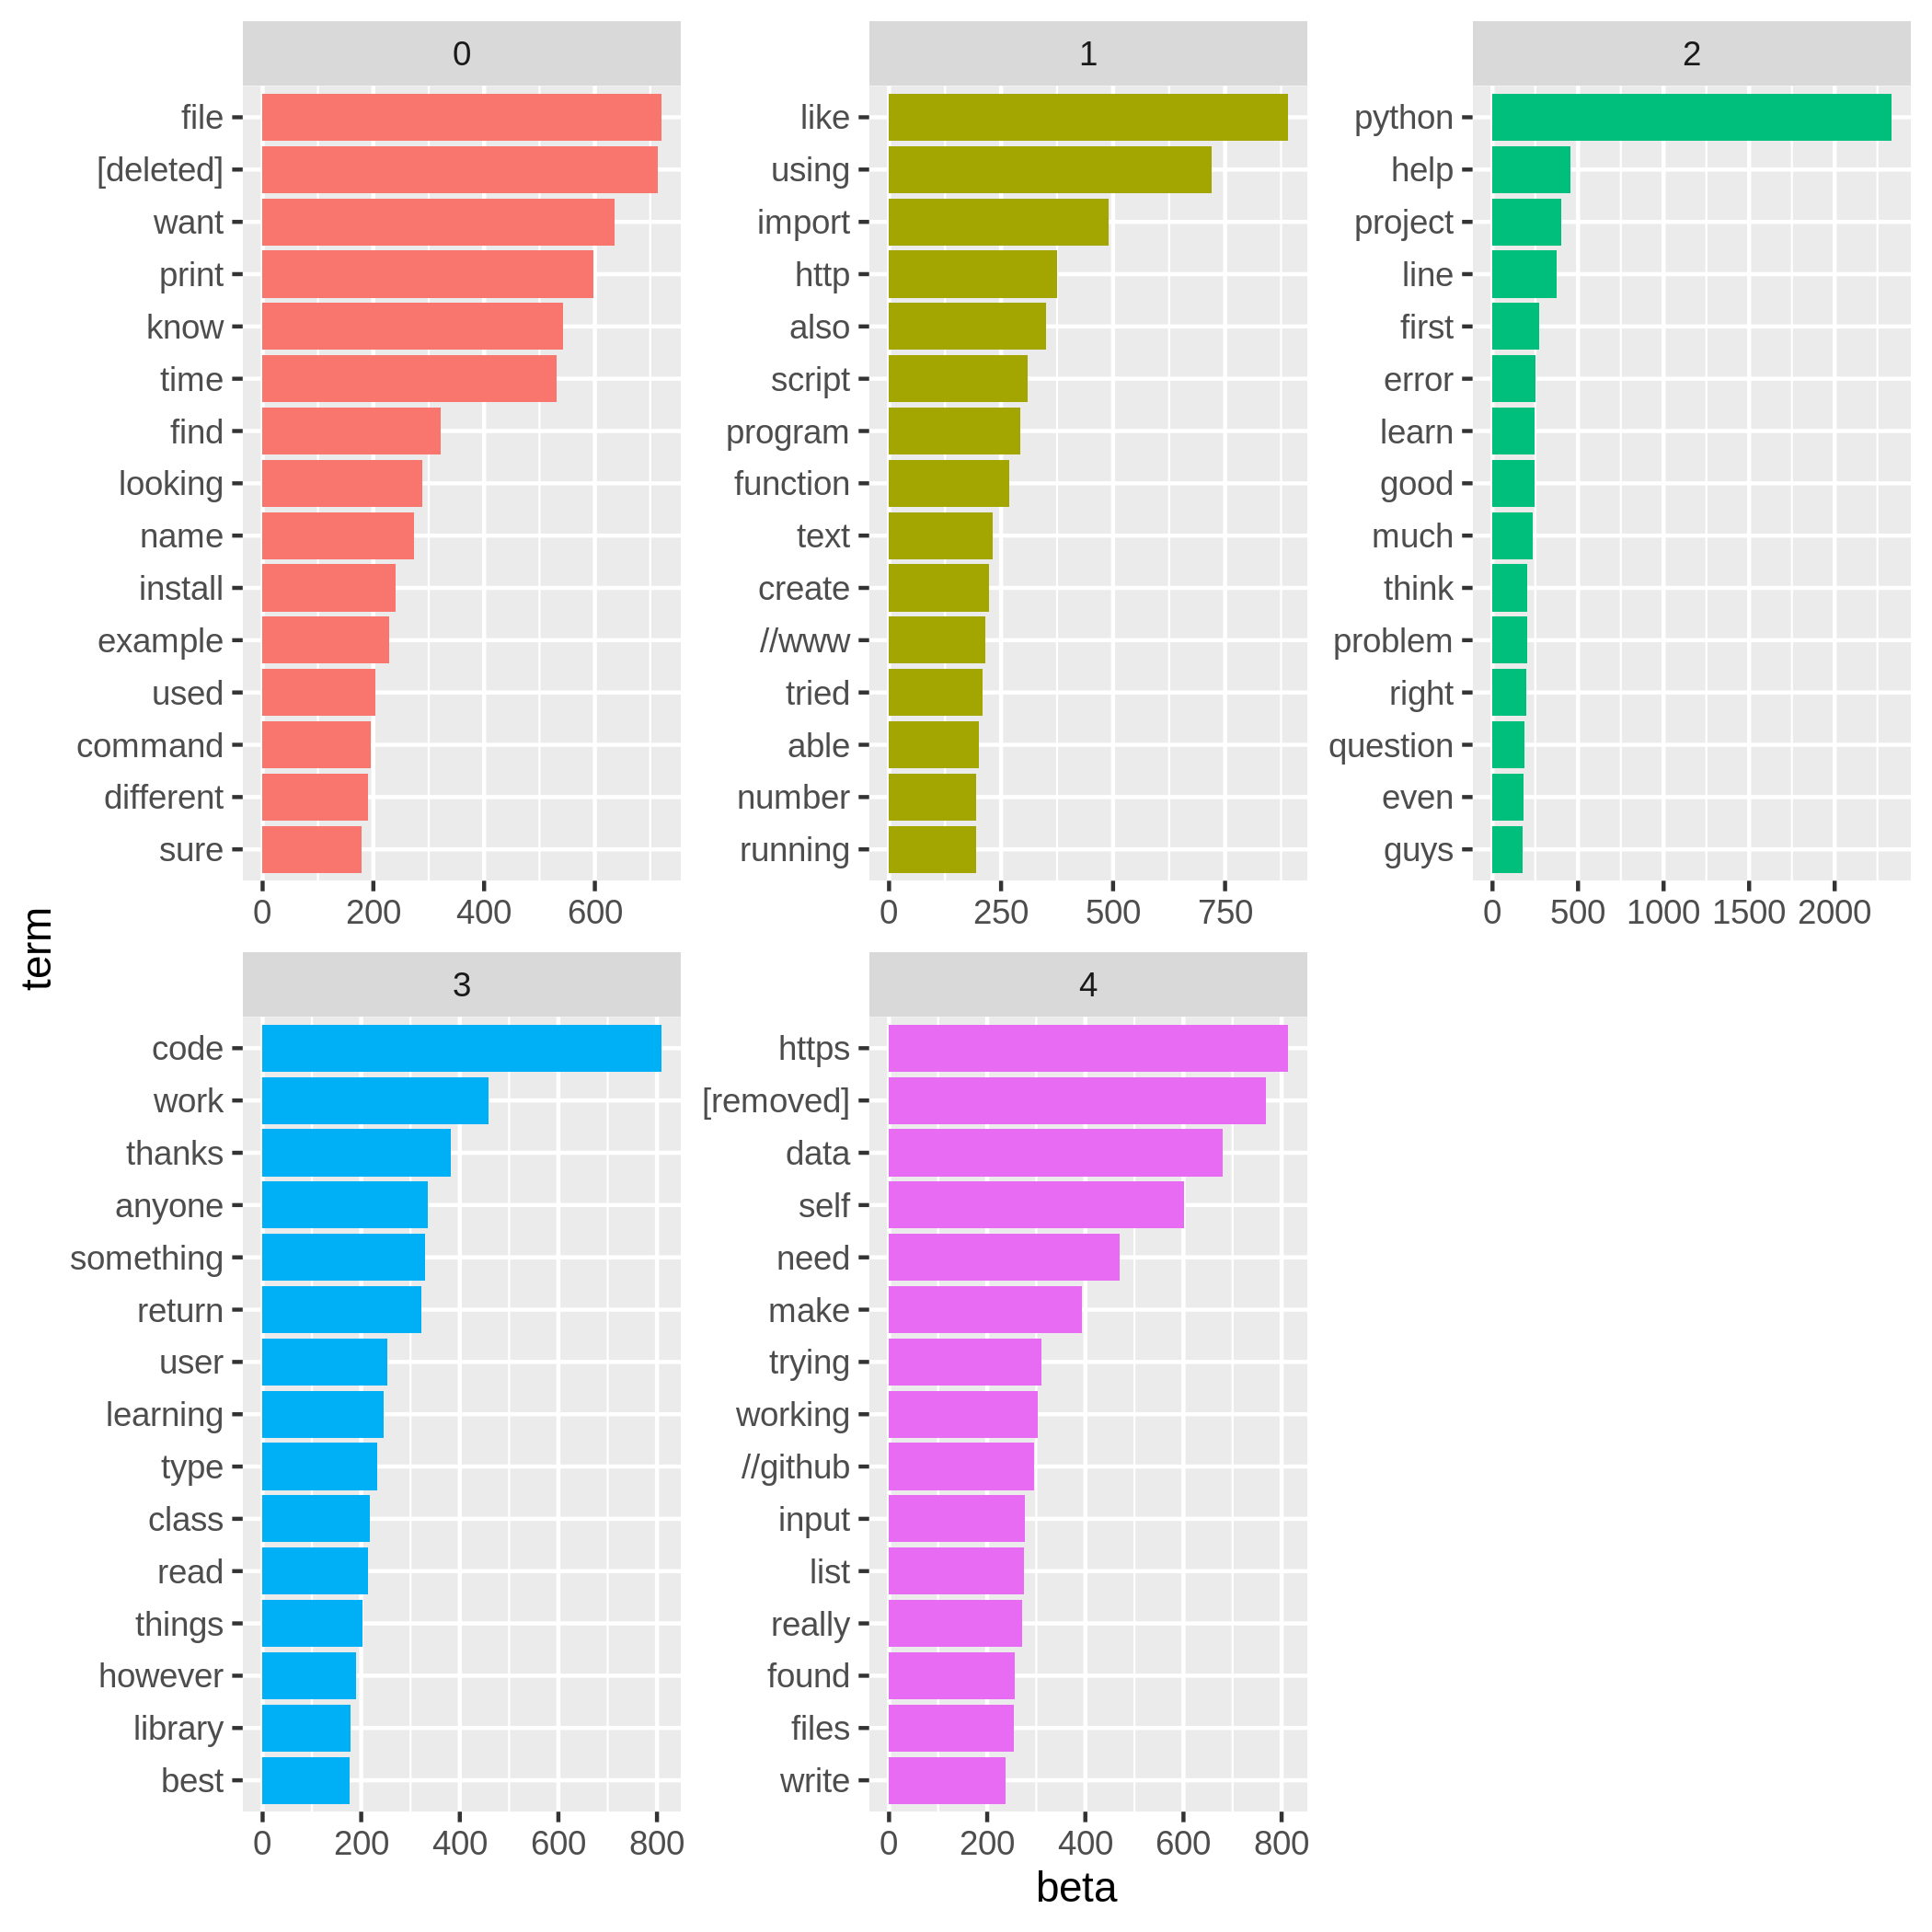 0
file
[deleted]
want
print
know
time
find
looking
name
install
example
used
command
different
sure
0 200 400 600
1
like
using
import
http
also
script
program
function
text
create
//www
tried
able
number
running
0 250 500 750
2
python
help
project
line
first
error
learn
good
much
think
problem
right
question
even
guys
0 500 1000 1500 2000
term
3
code
work
thanks
anyone
something
return
user
learning
type
class
read
things
however
library
best
0 200 400 600 800
4
https
[removed]
data
self
need
make
trying
working
//github
input
list
really
found
files
write
0 200 400 600 800
beta